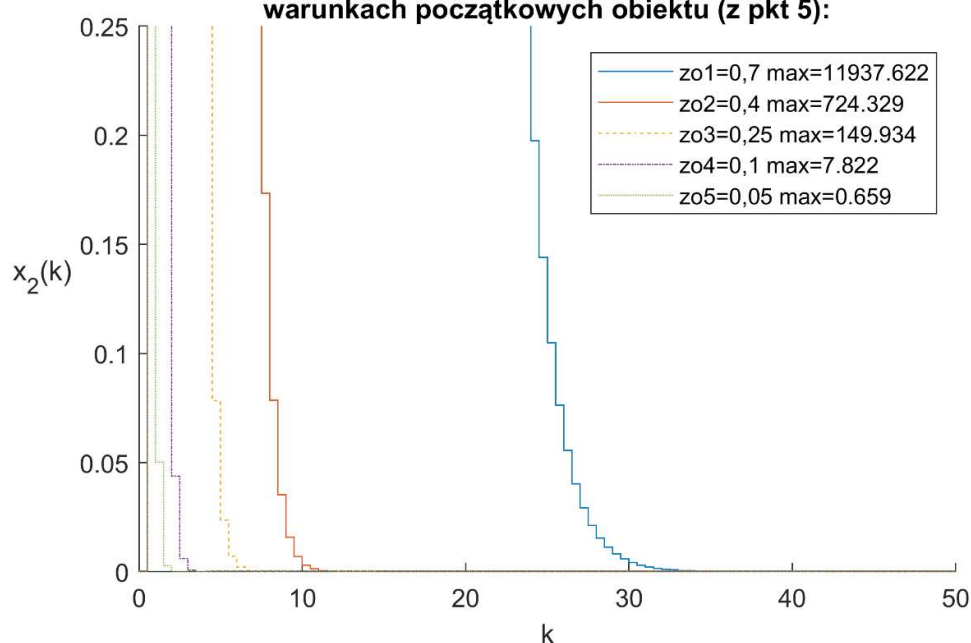 warunkach początkowych obiektu (z pkt 5):
0.25
zo1=0,7 max=11937.622
zo2=0,4 max=724.329
0.2
zo3=0,25 max=149.934
zo4=0,1 max=7.822
zo5=0,05 max=0.659
0.15
x₂(k)
0.1
0.05
0
0 10 20 30 40 50
k